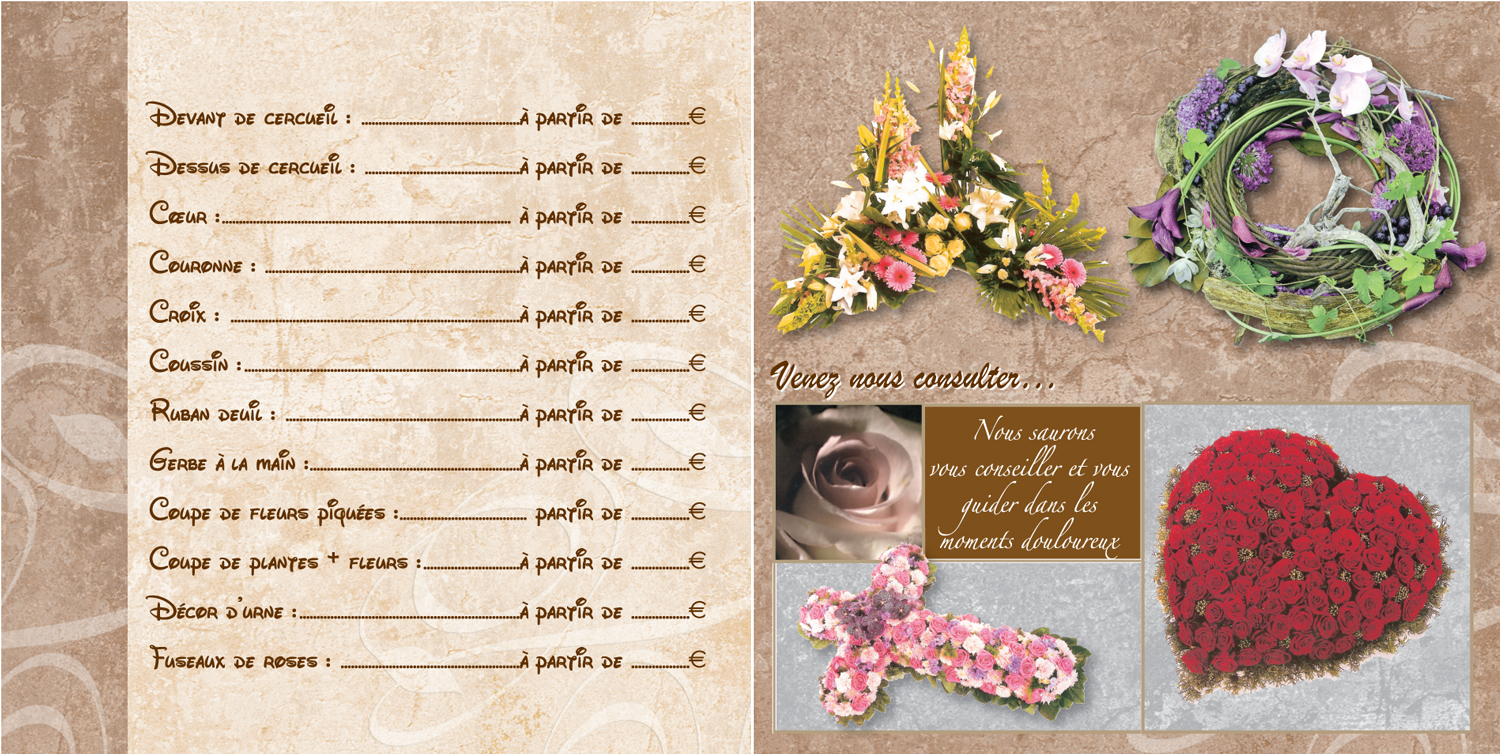 Devant de cercueil : ........................................à partir de ...............€
Dessus de cercueil : ........................................à partir de ...............€
Cœur :........................................................................ à partir de ...............€
Couronne : ................................................................à partir de ...............€
Croix : ........................................................................à partir de ...............€
Coussin :.....................................................................à partir de ...............€
Ruban deuil : ...........................................................à partir de ...............€
Gerbe à la main :.....................................................à partir de ...............€
Coupe de fleurs piquées :................................ partir de ...............€
Coupe de plantes + fleurs :........................à partir de ...............€
Décor d'urne :.......................................................à partir de ...............€
Fuseaux de roses : .............................................à partir de ...............€
Venez nous consulter...
Nous saurons
vous conseiller et vous
guider dans les
moments douloureux